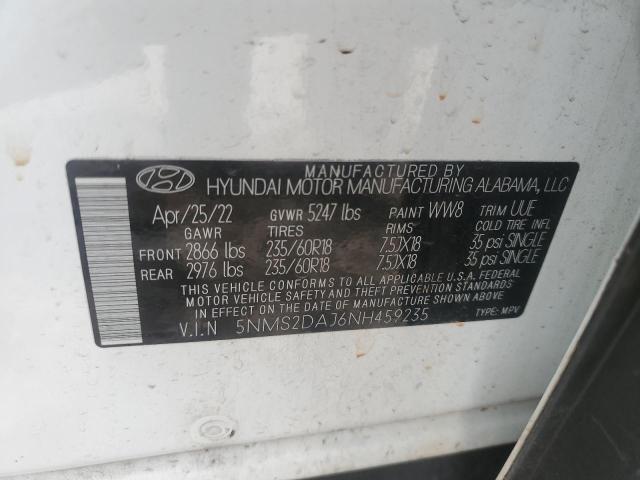 MANUFACTURED BY
HYUNDAI MOTOR MANUFACTURING ALABAMA, LLC
Apr/25/22 GVWR 5247 lbs PAINT WW8 TRIM UUE
GAWR TIRES RIMS COLD TIRE INFL
FRONT 2866 lbs 235/60R18 7.5JX18 35 psi SINGLE
REAR 2976 lbs 235/60R18 7.5JX18 35 psi SINGLE
THIS VEHICLE CONFORMS TO ALL APPLICABLE U.S.A. FEDERAL
MOTOR VEHICLE SAFETY AND THEFT PREVENTION STANDARDS
IN EFFECT ON THE DATE OF MANUFACTURE SHOWN ABOVE.
V.I.N 5NMS2DAJ6NH459235 TYPE: MPV